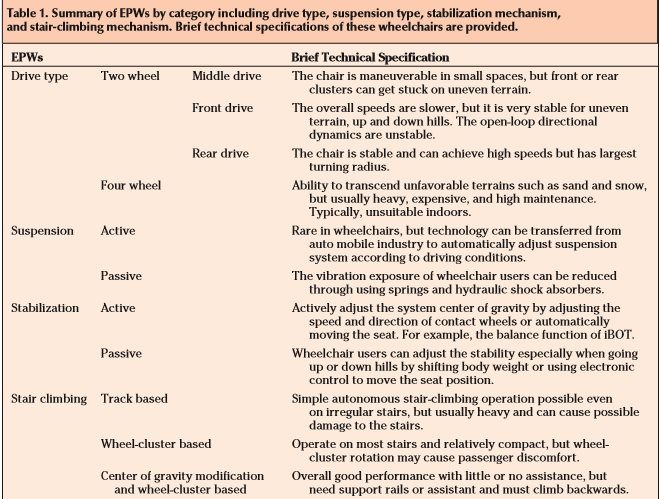 Table 1. Summary of EPWs by category including drive type, suspension type, stabilization mechanism,
and stair-climbing mechanism. Brief technical specifications of these wheelchairs are provided.
EPWs Brief Technical Specification
Drive type Two wheel Middle drive The chair is maneuverable in small spaces, but front or rear
clusters can get stuck on uneven terrain.
Front drive The overall speeds are slower, but it is very stable for uneven
terrain, up and down hills. The open-loop directional
dynamics are unstable.
Rear drive The chair is stable and can achieve high speeds but has largest
turning radius.
Four wheel Ability to transcend unfavorable terrains such as sand and snow,
but usually heavy, expensive, and high maintenance.
Typically, unsuitable indoors.
Suspension Active Rare in wheelchairs, but technology can be transferred from
auto mobile industry to automatically adjust suspension
system according to driving conditions.
Passive The vibration exposure of wheelchair users can be reduced
through using springs and hydraulic shock absorbers.
Stabilization Active Actively adjust the system center of gravity by adjusting the
speed and direction of contact wheels or automatically
moving the seat. For example, the balance function of iBOT.
Passive Wheelchair users can adjust the stability especially when going
up or down hills by shifting body weight or using electronic
control to move the seat position.
Stair climbing Track based Simple autonomous stair-climbing operation possible even
on irregular stairs, but usually heavy and can cause possible
damage to the stairs.
Wheel-cluster based Operate on most stairs and relatively compact, but wheel-
cluster rotation may cause passenger discomfort.
Center of gravity modification Overall good performance with little or no assistance, but
and wheel-cluster based need support rails or assistant and must climb backwards.